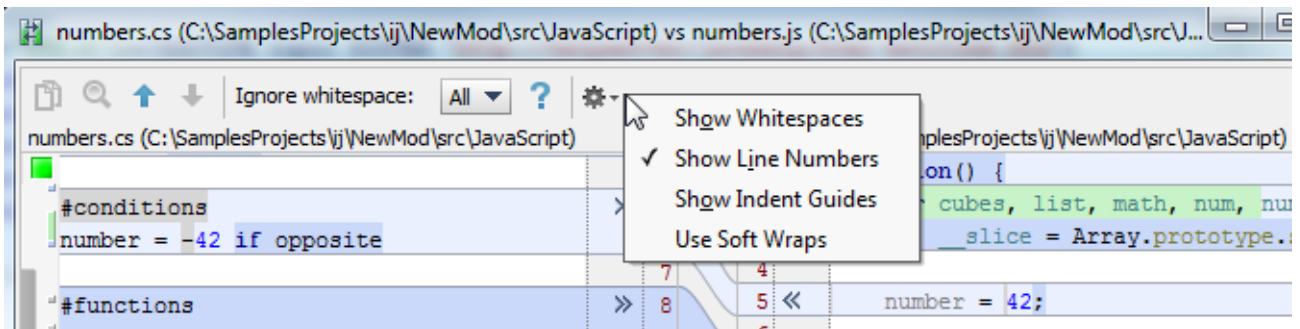 numbers.cs (C:\SamplesProjects\ij\NewMod\src\JavaScript) vs numbers.js (C:\SamplesProjects\ij\NewMod\src\J...
Ignore whitespace: All ?
numbers.cs (C:\SamplesProjects\ij\NewMod\src\JavaScript)
Show Whitespaces
✓ Show Line Numbers
Show Indent Guides
Use Soft Wraps
\ij\NewMod\src\JavaScript)
() {
#conditions
cubes, list, math, num,
number = -42 if opposite
__slice = Array.prototype.
7 4
#functions » 8 5 « number = 42;